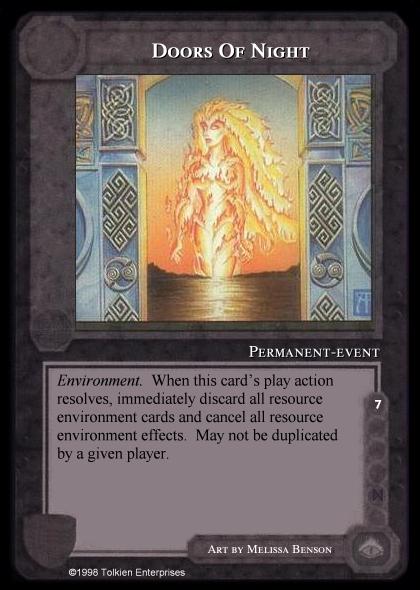 Doors Of Night
Permanent-event
Environment. When this card's play action
resolves, immediately discard all resource
environment cards and cancel all resource
environment effects. May not be duplicated
by a given player.
7
Art by Melissa Benson
©1998 Tolkien Enterprises